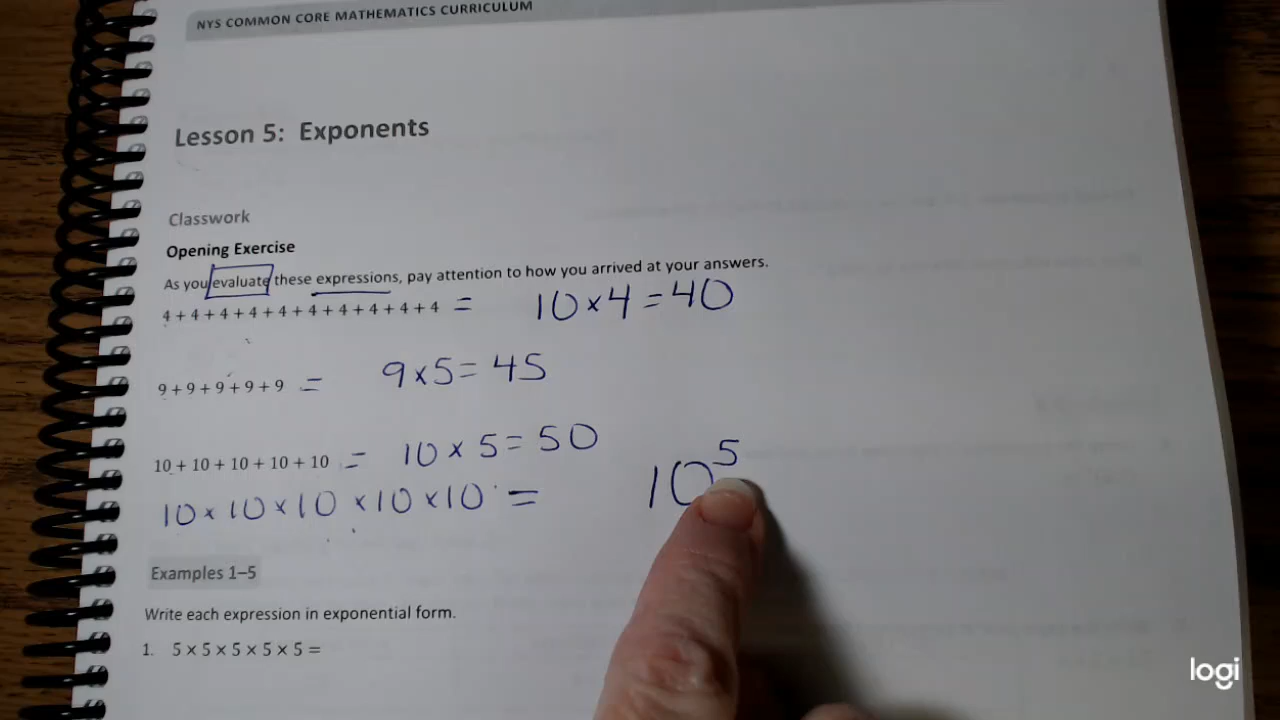 NYS COMMON CORE MATHEMATICS CURRICULUM
Lesson 5: Exponents
Classwork
Opening Exercise
As you evaluate these expressions, pay attention to how you arrived at your answers.
4 + 4 + 4 + 4 + 4 + 4 + 4 + 4 + 4 + 4 = 10 × 4 = 40
9 + 9 + 9 + 9 + 9 = 9 × 5 = 45
10 + 10 + 10 + 10 + 10 = 10 × 5 = 50
10 × 10 × 10 × 10 × 10 = 10⁵
Examples 1–5
Write each expression in exponential form.
1. 5 × 5 × 5 × 5 × 5 =
logi